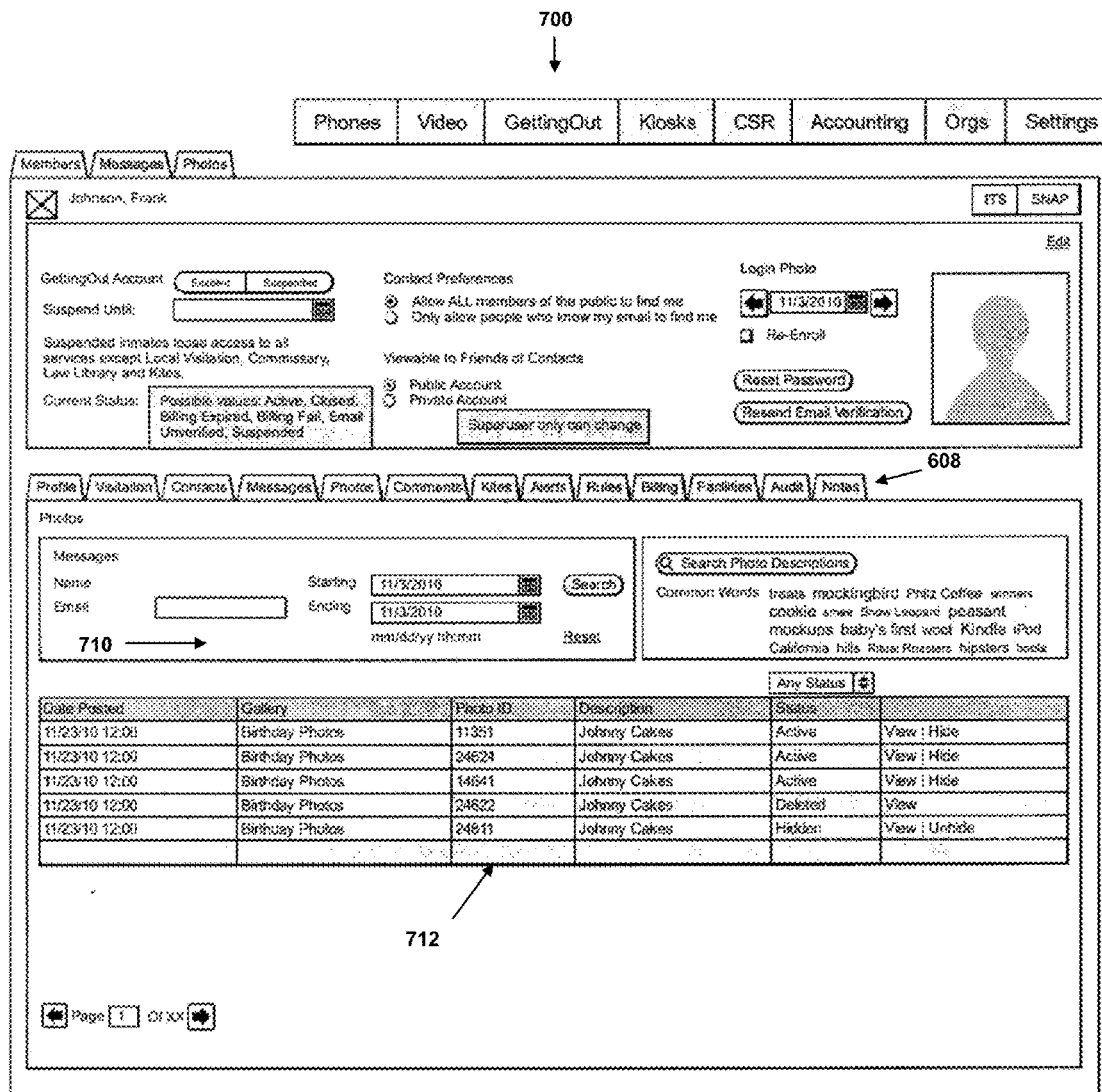 700
Phones Video GettingOut Kiosks CSR Accounting Orgs Settings
Members Messages Photos
Johnson, Frank
ITS SNAP
Edit
GettingOut Account Enabled Suspended
Suspend Until:
Suspended inmates loose access to all
services except Local Visitation, Commissary,
Law Library and Kites.
Current Status:
Possible values: Active, Closed,
Billing Expired, Billing Fail, Email
Unverified, Suspended
Contact Preferences
Allow ALL members of the public to find me
Only allow people who know my email to find me
Viewable to Friends of Contacts
Public Account
Private Account
Superuser only can change
Login Photo
11/3/2010
Re-Enroll
Reset Password
Resend Email Verification
608
Profile Visitation Contacts Messages Photos Comments Kites Alerts Rules Billing Facilities Audit Notes
Photos
Messages
Name
Email
Starting 11/3/2010
Ending 11/3/2010
mm/dd/yy hh:mm
Search
Reset
710
Search Photo Descriptions
Common Words treats mockingbird Philz Coffee winners
cookie Snow Leopard peasant
mockups baby's first woot Kindle iPod
California hills Ritual Roasters hipsters
Any Status
Date Posted Gallery Photo ID Description Status
11/23/10 12:00 Birthday Photos 11351 Johnny Cakes Active View | Hide
11/23/10 12:00 Birthday Photos 24624 Johnny Cakes Active View | Hide
11/23/10 12:00 Birthday Photos 14641 Johnny Cakes Active View | Hide
11/23/10 12:00 Birthday Photos 24622 Johnny Cakes Deleted View
11/23/10 12:00 Birthday Photos 24611 Johnny Cakes Hidden View | Unhide
712
Page 1 Of XX